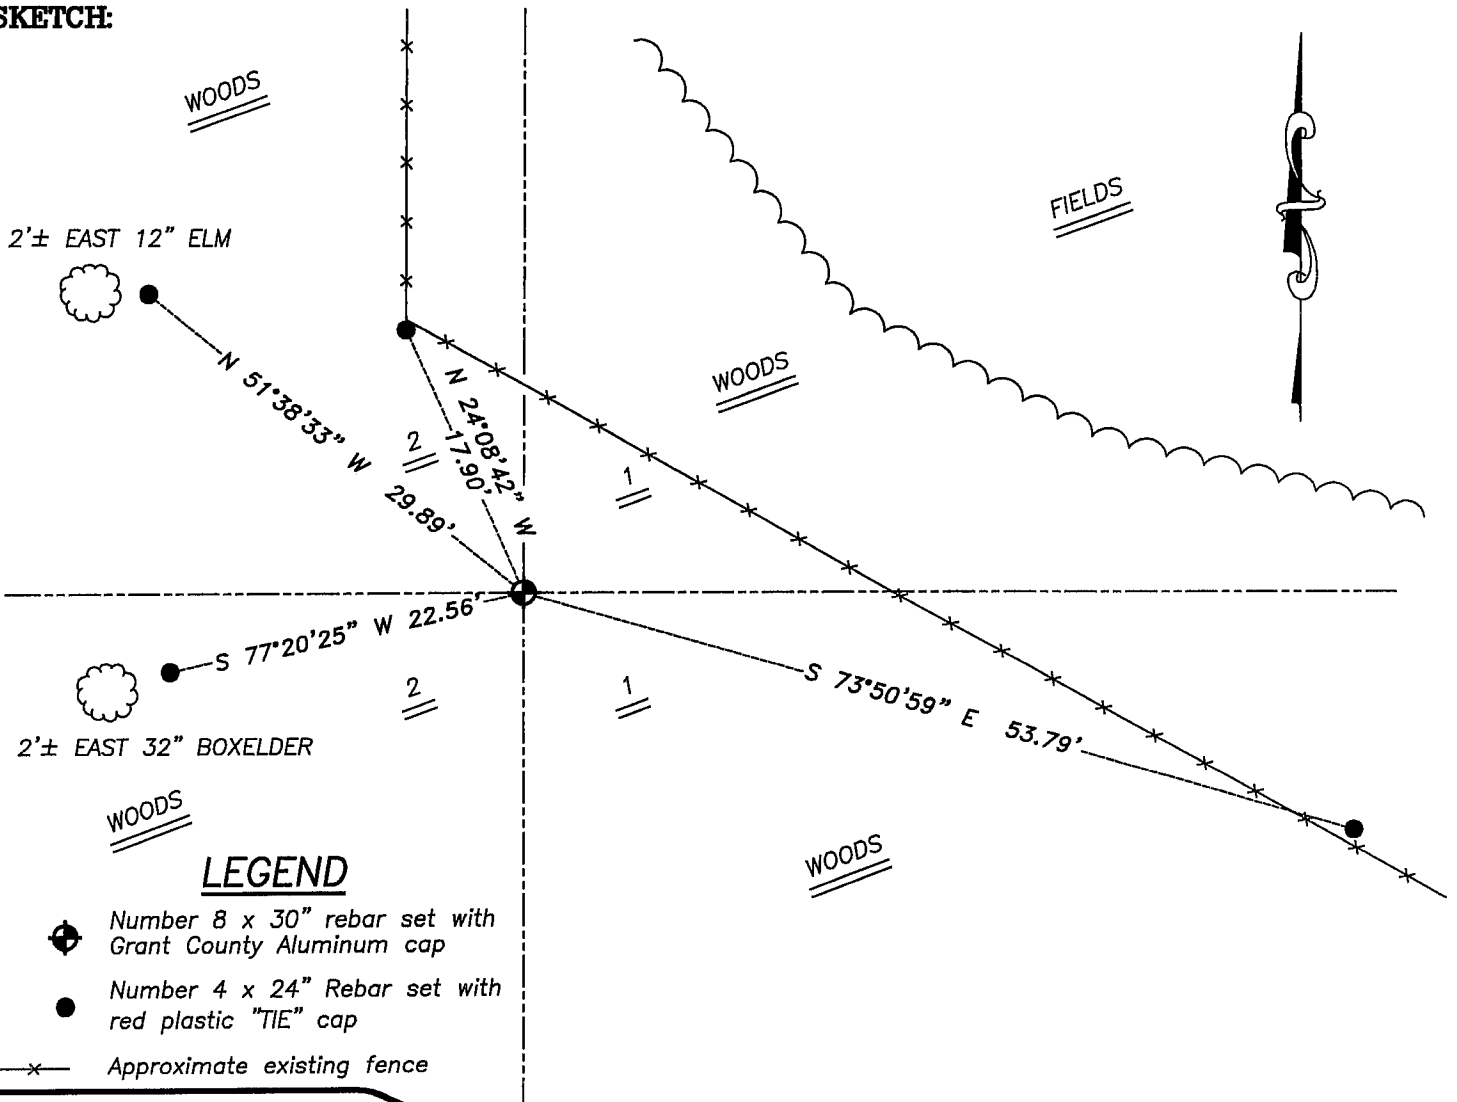 SKETCH:
WOODS
FIELDS
2'± EAST 12" ELM
N 51°38'33" W 29.89'
N 24°08'42" W
17.90'
WOODS
2
1
S 77°20'25" W 22.56'
S 73°50'59" E 53.79'
2
1
2'± EAST 32" BOXELDER
WOODS
WOODS
LEGEND
Number 8 x 30" rebar set with
Grant County Aluminum cap
Number 4 x 24" Rebar set with
red plastic "TIE" cap
Approximate existing fence